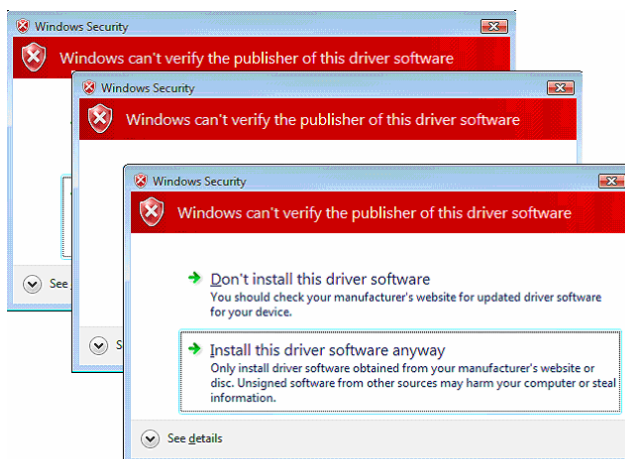 Windows Security
Windows can't verify the publisher of this driver software
See
Windows Security
Windows can't verify the publisher of this driver software
S
Windows Security
Windows can't verify the publisher of this driver software
Don't install this driver software
You should check your manufacturer's website for updated driver software
for your device.
Install this driver software anyway
Only install driver software obtained from your manufacturer's website or
disc. Unsigned software from other sources may harm your computer or steal
information.
See details